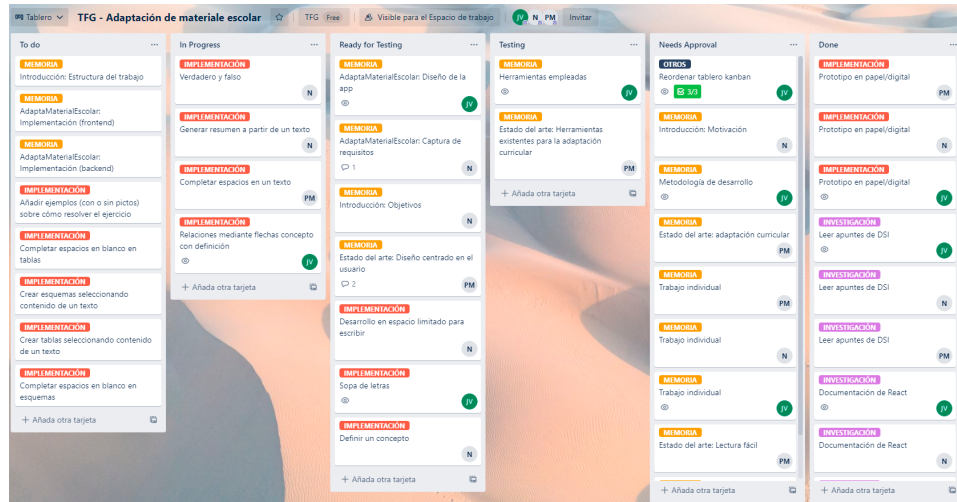 Tablero
TFG - Adaptación de materiale escolar
TFG Free
Visible para el Espacio de trabajo
JV N PM
Invitar
To do ...
MEMORIA
Introducción: Estructura del trabajo
MEMORIA
AdaptaMaterialEscolar:
Implementación (frontend)
MEMORIA
AdaptaMaterialEscolar:
Implementación (backend)
IMPLEMENTACIÓN
Añadir ejemplos (con o sin pictos)
sobre cómo resolver el ejercicio
IMPLEMENTACIÓN
Completar espacios en blanco en
tablas
IMPLEMENTACIÓN
Crear esquemas seleccionando
contenido de un texto
IMPLEMENTACIÓN
Crear tablas seleccionando contenido
de un texto
IMPLEMENTACIÓN
Completar espacios en blanco en
esquemas
+ Añada otra tarjeta
In Progress ...
IMPLEMENTACIÓN
Verdadero y falso
N
IMPLEMENTACIÓN
Generar resumen a partir de un texto
N
IMPLEMENTACIÓN
Completar espacios en un texto
PM
IMPLEMENTACIÓN
Relaciones mediante flechas concepto
con definición
JV
+ Añada otra tarjeta
Ready for Testing ...
MEMORIA
AdaptaMaterialEscolar: Diseño de la
app
JV
MEMORIA
AdaptaMaterialEscolar: Captura de
requisitos
1 N
MEMORIA
Introducción: Objetivos
N
MEMORIA
Estado del arte: Diseño centrado en el
usuario
2 PM
IMPLEMENTACIÓN
Desarrollo en espacio limitado para
escribir
N
IMPLEMENTACIÓN
Sopa de letras
JV
IMPLEMENTACIÓN
Definir un concepto
N
+ Añada otra tarjeta
Testing ...
MEMORIA
Herramientas empleadas
JV
MEMORIA
Estado del arte: Herramientas
existentes para la adaptación
curricular
PM
+ Añada otra tarjeta
Needs Approval ...
OTROS
Reordenar tablero kanban
3/3 JV
MEMORIA
Introducción: Motivación
N
MEMORIA
Metodología de desarrollo
JV
MEMORIA
Estado del arte: adaptación curricular
PM
MEMORIA
Trabajo individual
PM
MEMORIA
Trabajo individual
N
MEMORIA
Trabajo individual
JV
MEMORIA
Estado del arte: Lectura fácil
PM
+ Añada otra tarjeta
Done ...
IMPLEMENTACIÓN
Prototipo en papel/digital
PM
IMPLEMENTACIÓN
Prototipo en papel/digital
N
IMPLEMENTACIÓN
Prototipo en papel/digital
JV
INVESTIGACIÓN
Leer apuntes de DSI
JV
INVESTIGACIÓN
Leer apuntes de DSI
N
INVESTIGACIÓN
Leer apuntes de DSI
PM
INVESTIGACIÓN
Documentación de React
JV
INVESTIGACIÓN
Documentación de React
N
+ Añada otra tarjeta